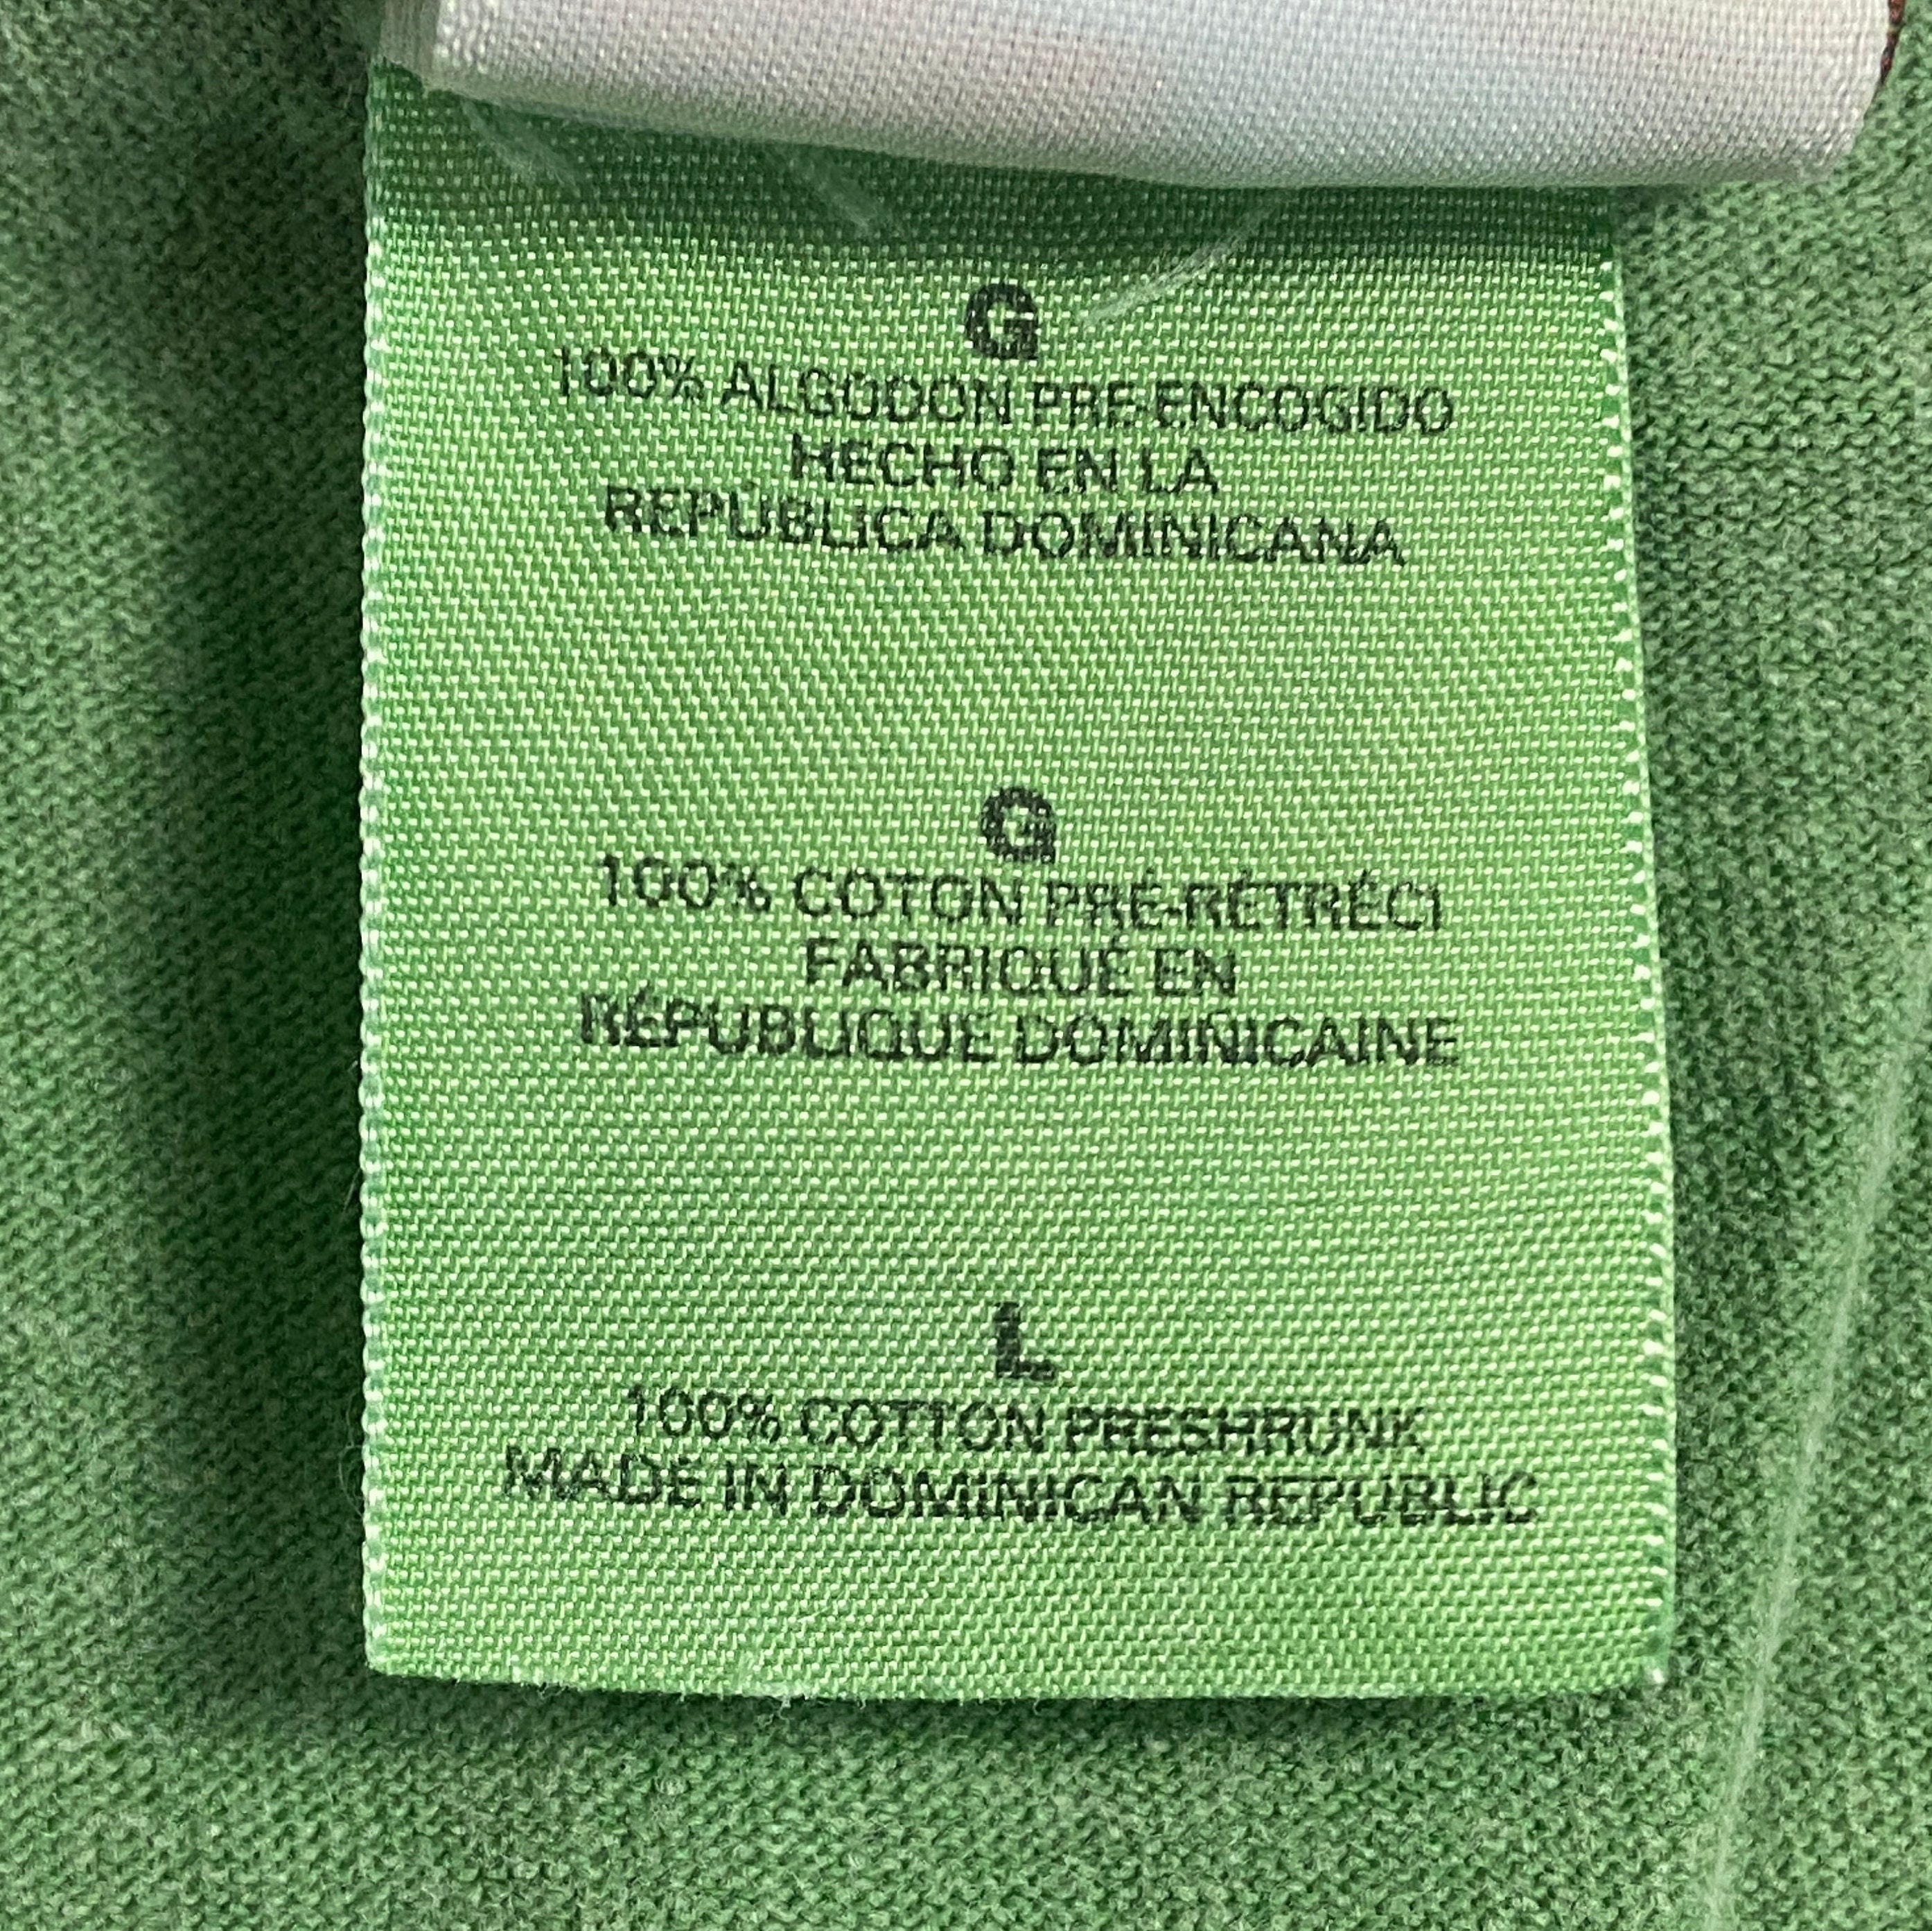 G
100% ALGODON PRE-ENCOGIDO
HECHO EN LA
REPÚBLICA DOMINICANA
G
100% COTON PRÉ-RÉTRÉCI
FABRIQUÉ EN
RÉPUBLIQUE DOMINICAINE
L
100% COTTON PRESHRUNK
MADE IN DOMINICAN REPUBLIC